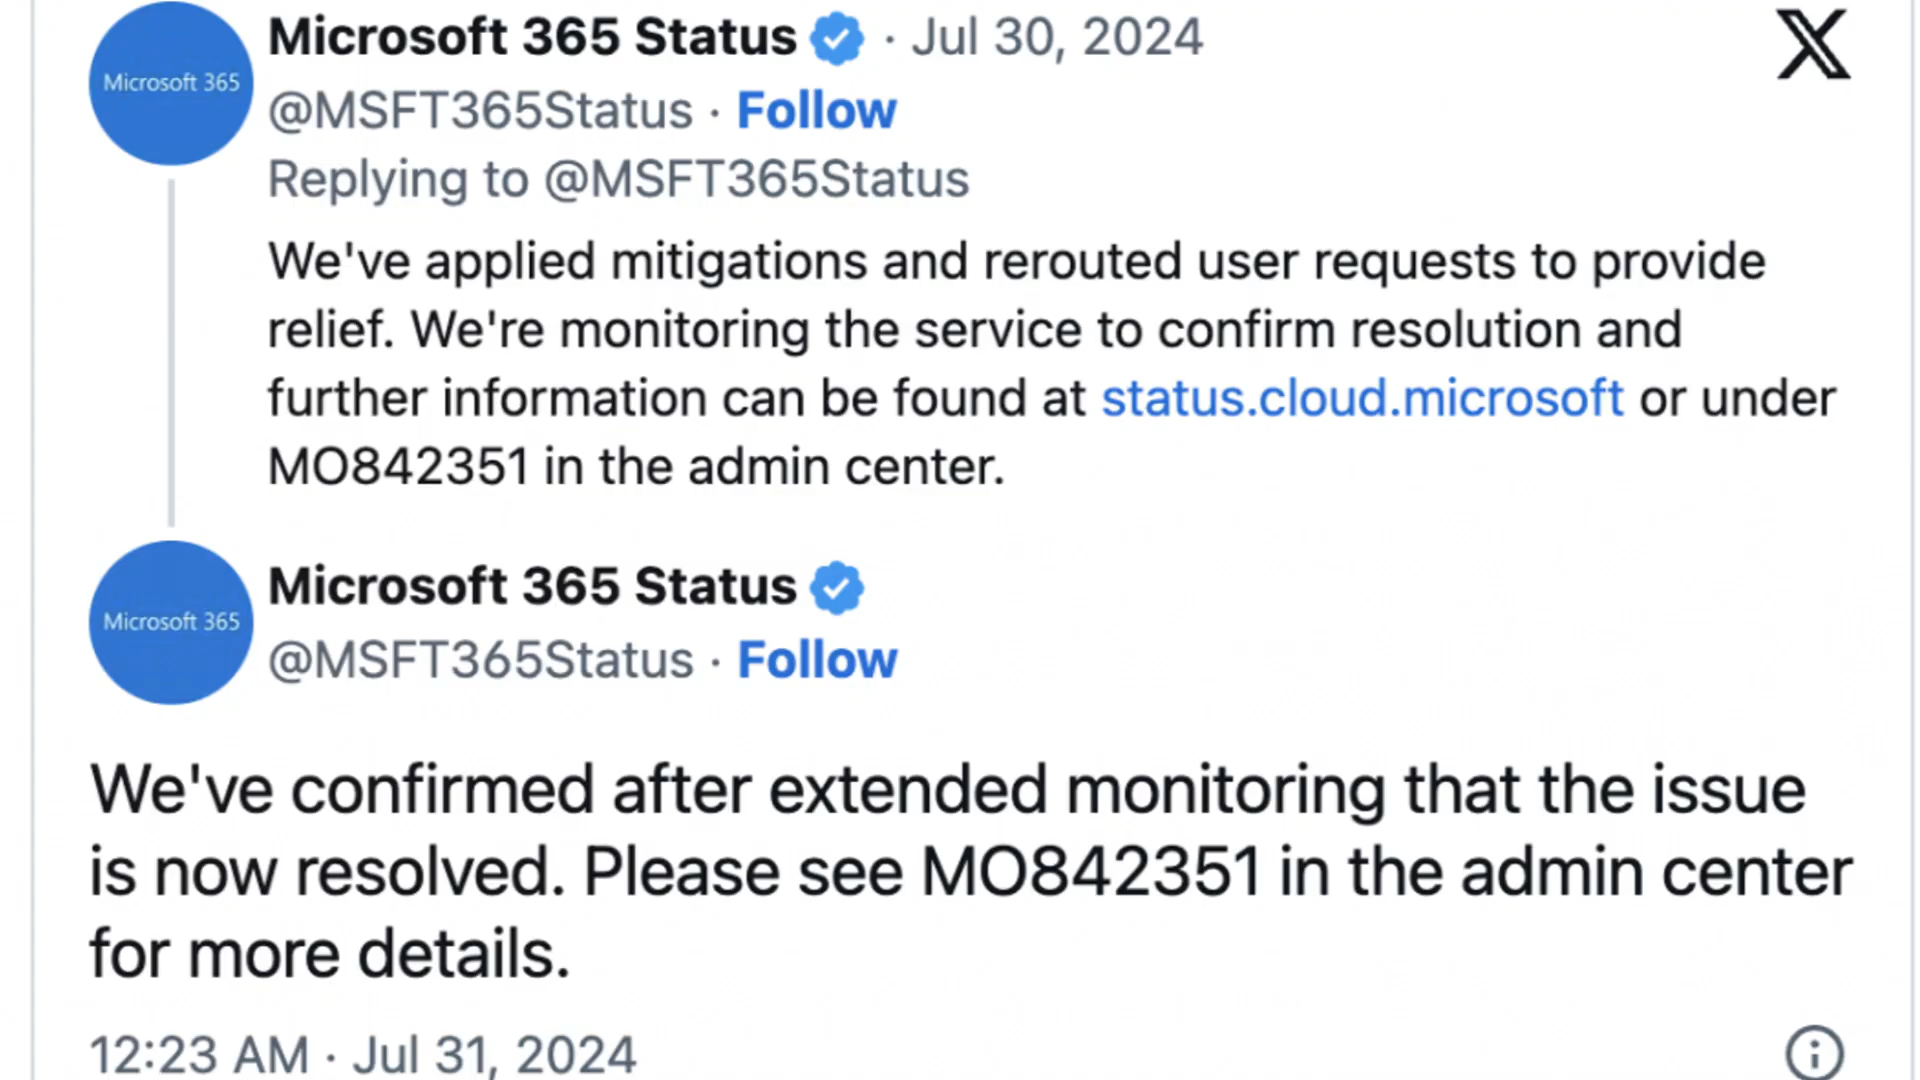 Microsoft 365
Microsoft 365 Status · Jul 30, 2024
@MSFT365Status · Follow
Replying to @MSFT365Status
We've applied mitigations and rerouted user requests to provide
relief. We're monitoring the service to confirm resolution and
further information can be found at status.cloud.microsoft or under
MO842351 in the admin center.
Microsoft 365
Microsoft 365 Status
@MSFT365Status · Follow
We've confirmed after extended monitoring that the issue
is now resolved. Please see MO842351 in the admin center
for more details.
12:23 AM · Jul 31, 2024